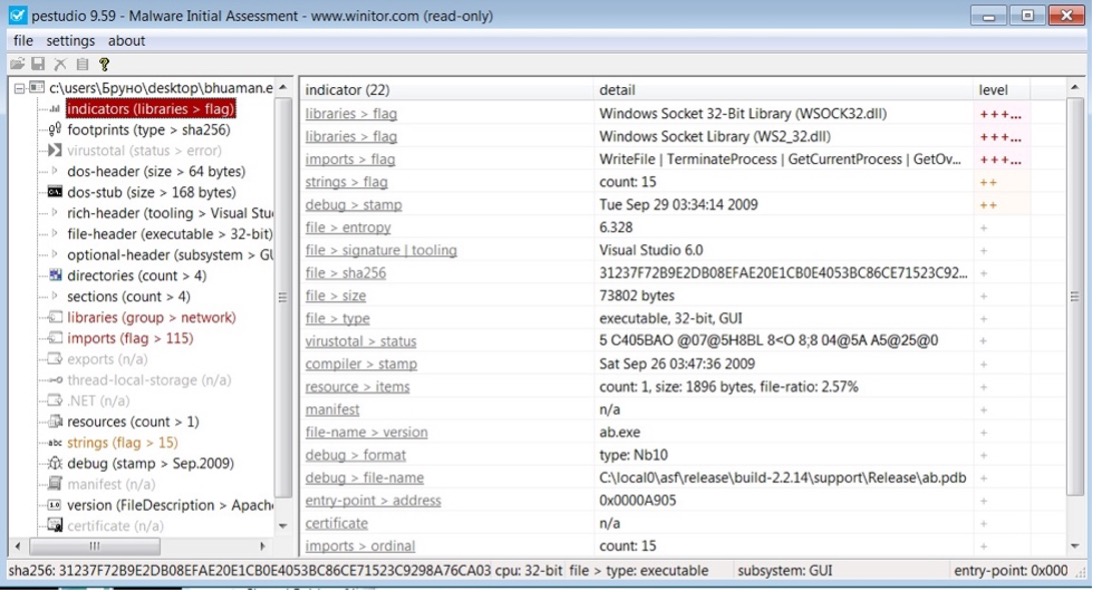 pestudio 9.59 - Malware Initial Assessment - www.winitor.com (read-only)
file settings about
c:\users\Бруно\desktop\bhuaman.e
indicators (libraries > flag)
footprints (type > sha256)
virustotal (status > error)
dos-header (size > 64 bytes)
dos-stub (size > 168 bytes)
rich-header (tooling > Visual Stu
file-header (executable > 32-bit)
optional-header (subsystem > GU
directories (count > 4)
sections (count > 4)
libraries (group > network)
imports (flag > 115)
exports (n/a)
thread-local-storage (n/a)
.NET (n/a)
resources (count > 1)
abc strings (flag > 15)
debug (stamp > Sep.2009)
manifest (n/a)
1.0 version (FileDescription > Apache
certificate (n/a)
indicator (22) detail level
libraries > flag Windows Socket 32-Bit Library (WSOCK32.dll) +++...
libraries > flag Windows Socket Library (WS2_32.dll) +++...
imports > flag WriteFile | TerminateProcess | GetCurrentProcess | GetOv... +++...
strings > flag count: 15 ++
debug > stamp Tue Sep 29 03:34:14 2009 ++
file > entropy 6.328 +
file > signature | tooling Visual Studio 6.0 +
file > sha256 31237F72B9E2DB08EFAE20E1CB0E4053BC86CE71523C92... +
file > size 73802 bytes +
file > type executable, 32-bit, GUI +
virustotal > status 5 C405BAO @07@5H8BL 8<O 8;8 04@5A A5@25@0 +
compiler > stamp Sat Sep 26 03:47:36 2009 +
resource > items count: 1, size: 1896 bytes, file-ratio: 2.57% +
manifest n/a +
file-name > version ab.exe +
debug > format type: Nb10 +
debug > file-name C:\local0\asf\release\build-2.2.14\support\Release\ab.pdb +
entry-point > address 0x0000A905 +
certificate n/a +
imports > ordinal count: 15 +
sha256: 31237F72B9E2DB08EFAE20E1CB0E4053BC86CE71523C9298A76CA03 cpu: 32-bit file > type: executable subsystem: GUI entry-point: 0x000